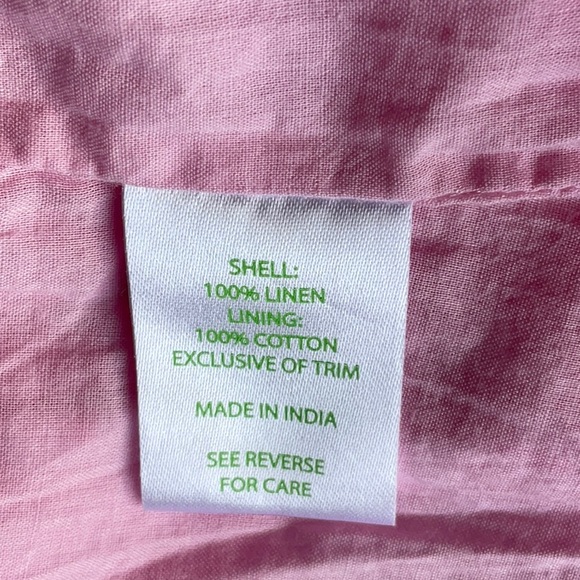 SHELL:
100% LINEN
LINING:
100% COTTON
EXCLUSIVE OF TRIM
MADE IN INDIA
SEE REVERSE
FOR CARE